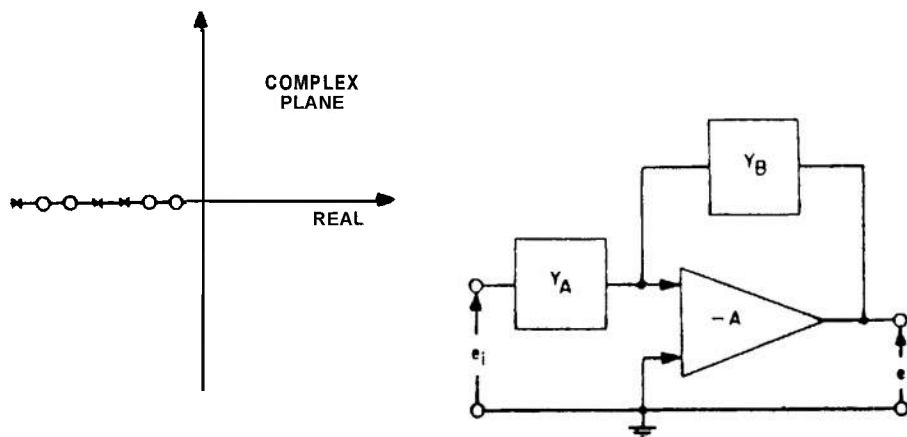 COMPLEX
PLANE
REAL
Y_B
Y_A
-A
e_i
e